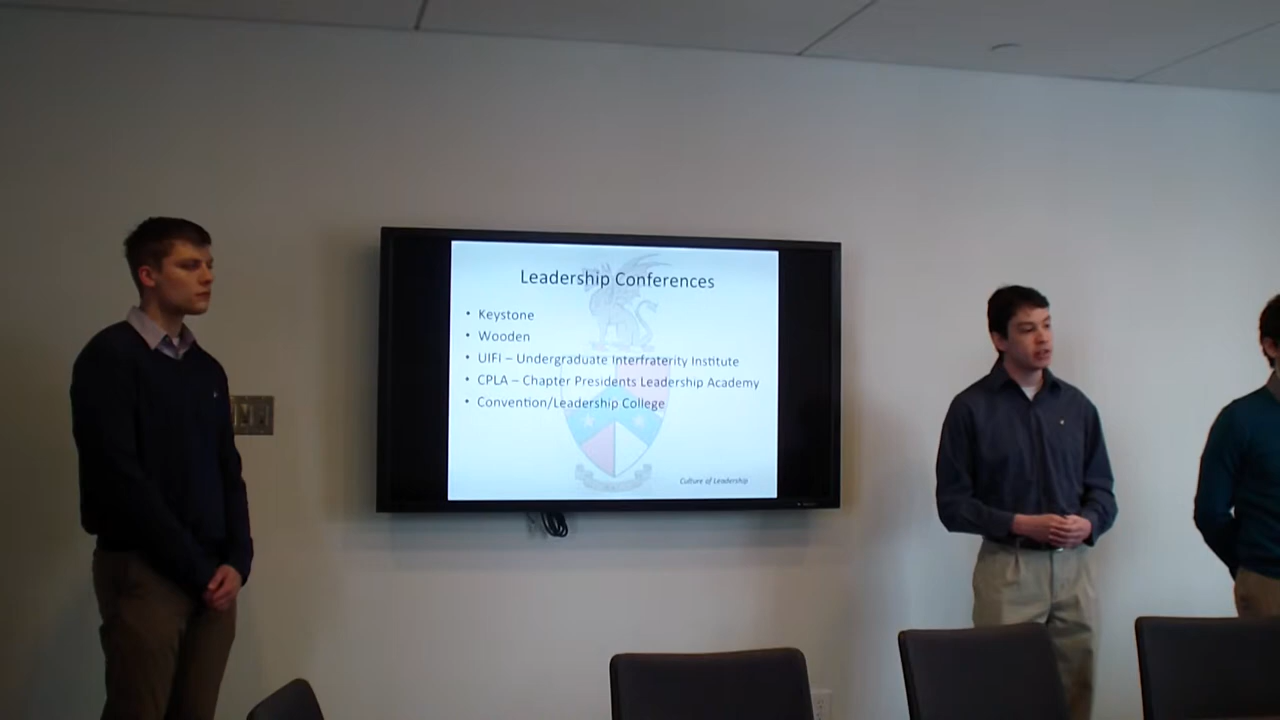 Leadership Conferences
• Keystone
• Wooden
• UIFI – Undergraduate Interfraternity Institute
• CPLA – Chapter Presidents Leadership Academy
• Convention/Leadership College
Culture of Leadership